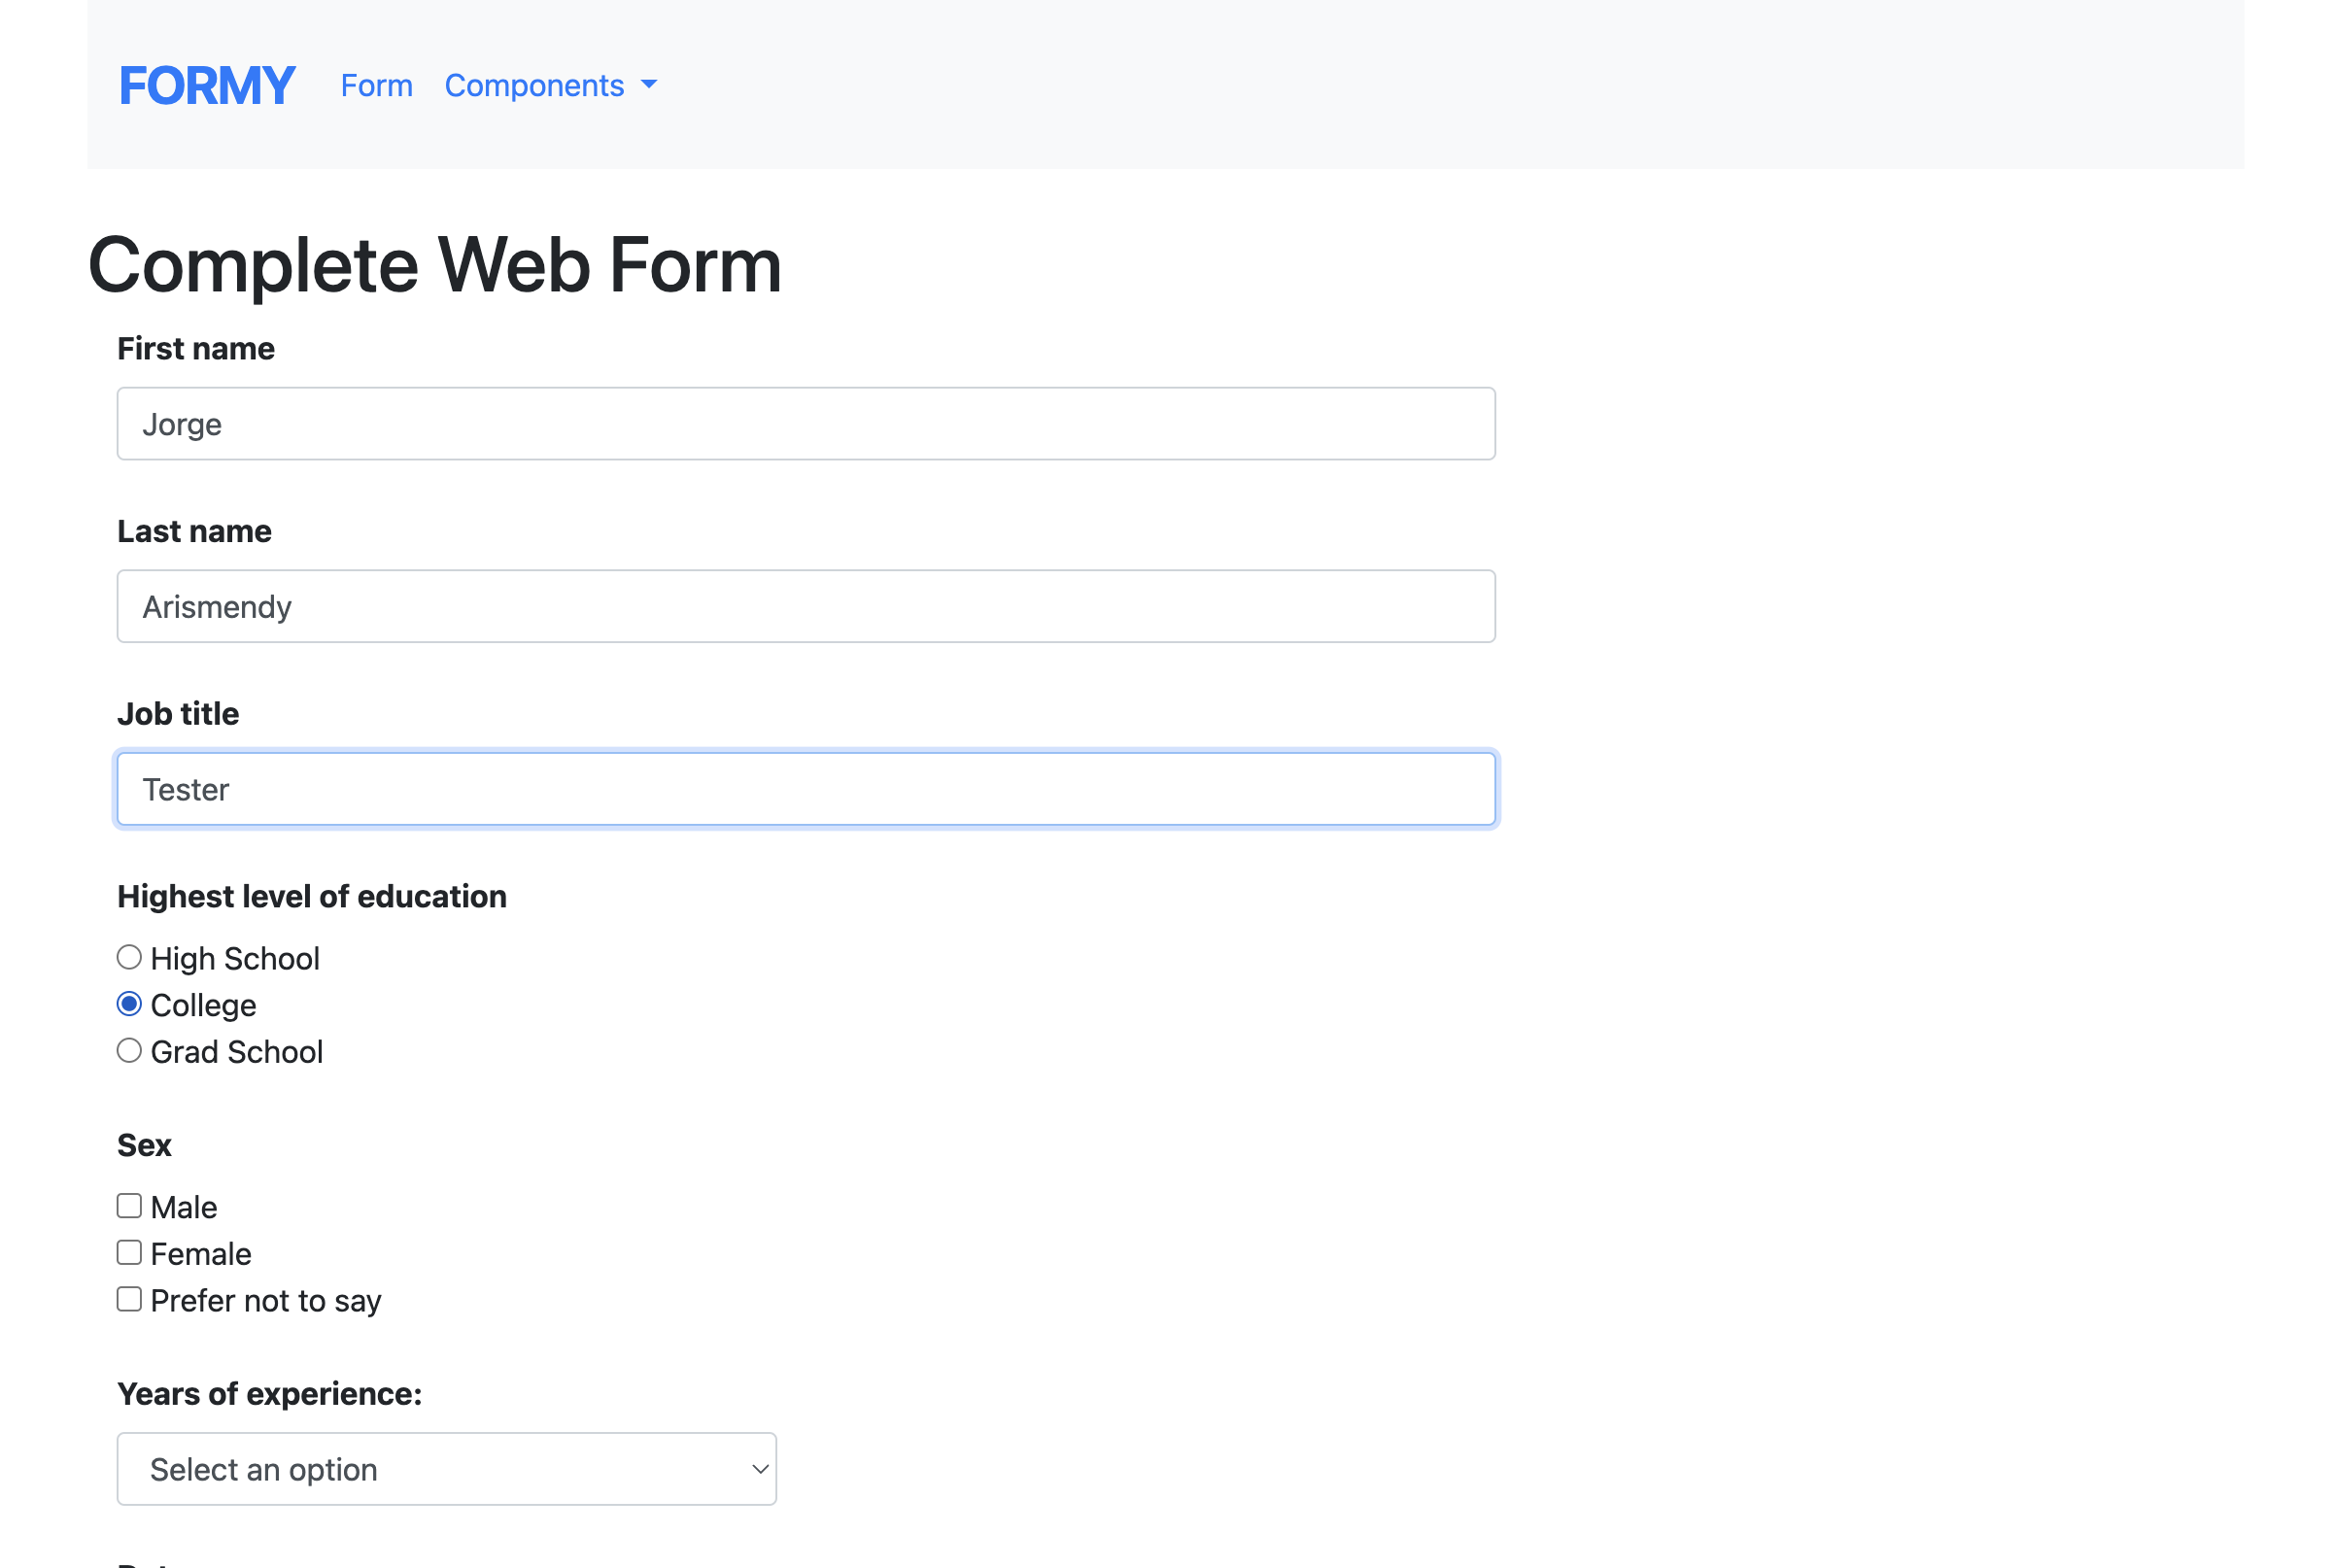 FORMY Form Components
Complete Web Form
First name
Jorge
Last name
Arismendy
Job title
Tester
Highest level of education
High School
College
Grad School
Sex
Male
Female
Prefer not to say
Years of experience:
Select an option